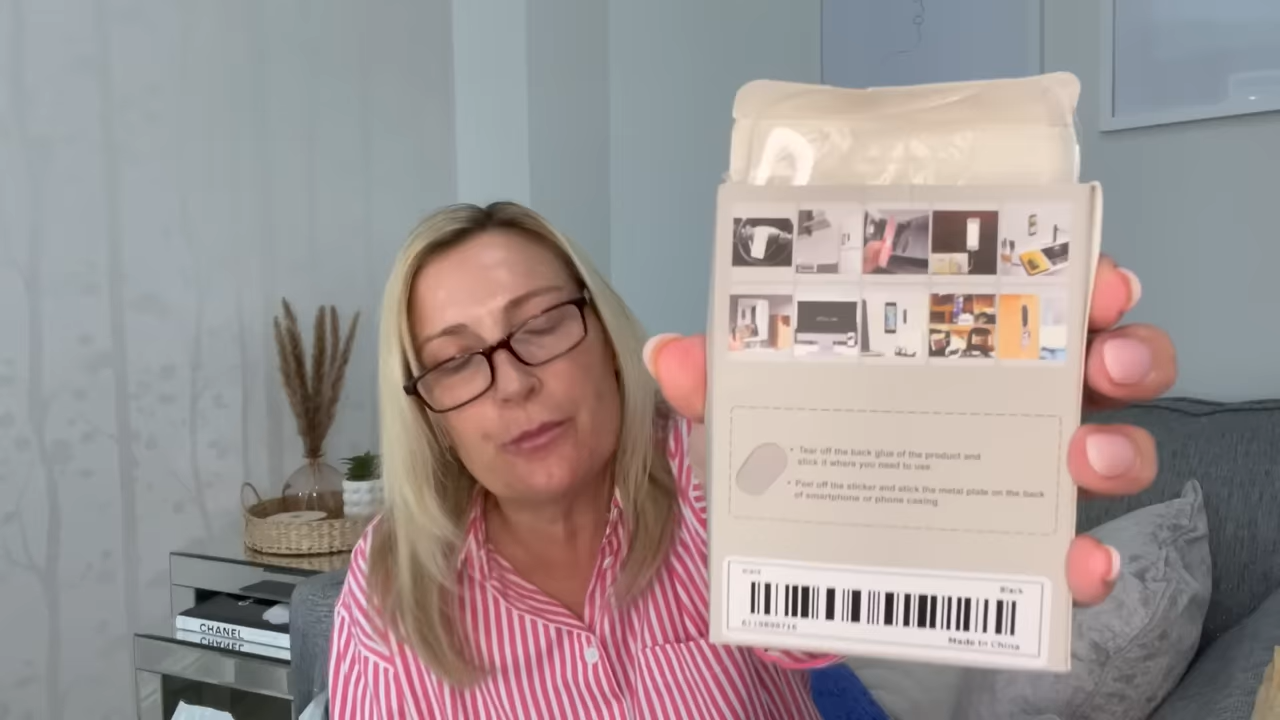 • Tear off the back glue of the product and
stick it where you need to use
• Peel off the sticker and stick the metal plate on the back
of smartphone or phone casing
Black
6119898716
Made in China
CHANEL
CHANEL